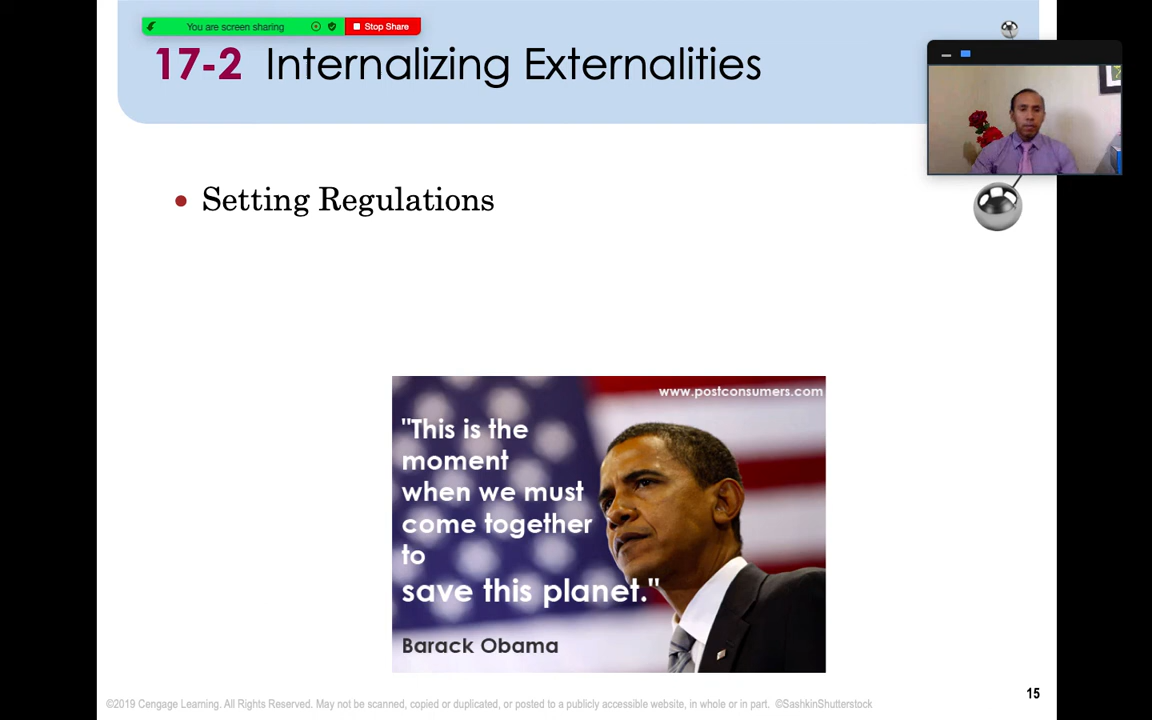 You are screen sharing
Stop Share
17-2 Internalizing Externalities
• Setting Regulations
www.postconsumers.com
"This is the
moment
when we must
come together
to
save this planet."
Barack Obama
15
©2019 Cengage Learning. All Rights Reserved. May not be scanned, copied or duplicated, or posted to a publicly accessible website, in whole or in part. ©SashkinShutterstock